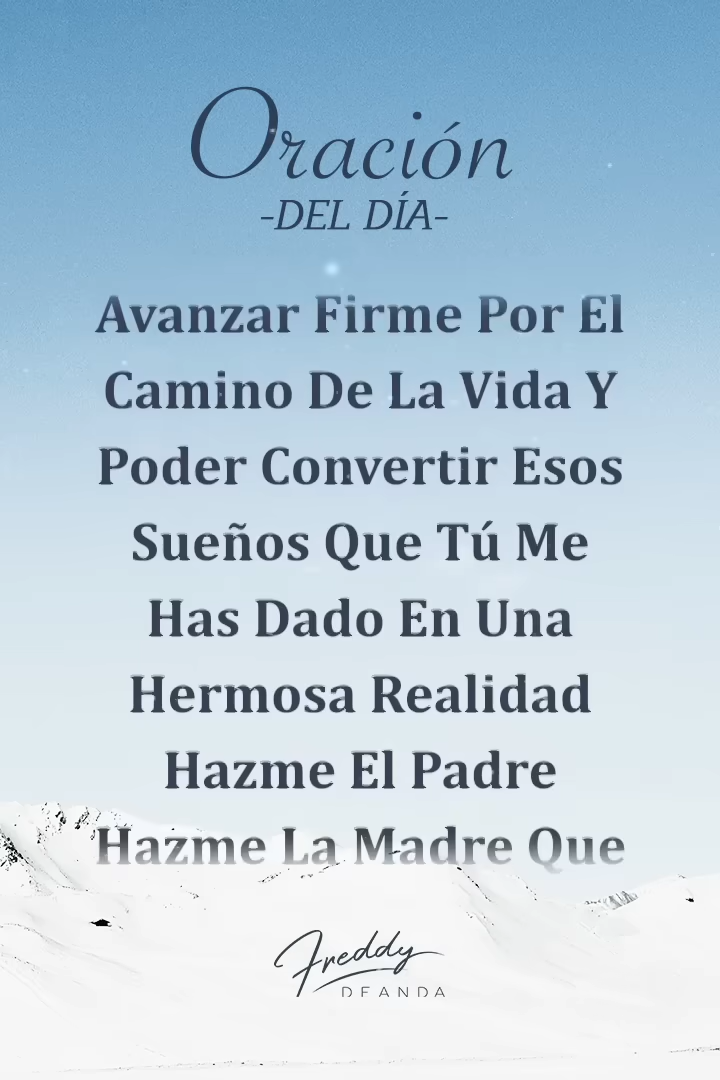 Oración
-DEL DÍA-
Avanzar Firme Por El
Camino De La Vida Y
Poder Convertir Esos
Sueños Que Tú Me
Has Dado En Una
Hermosa Realidad
Hazme El Padre
Hazme La Madre Que
Freddy
DEANDA